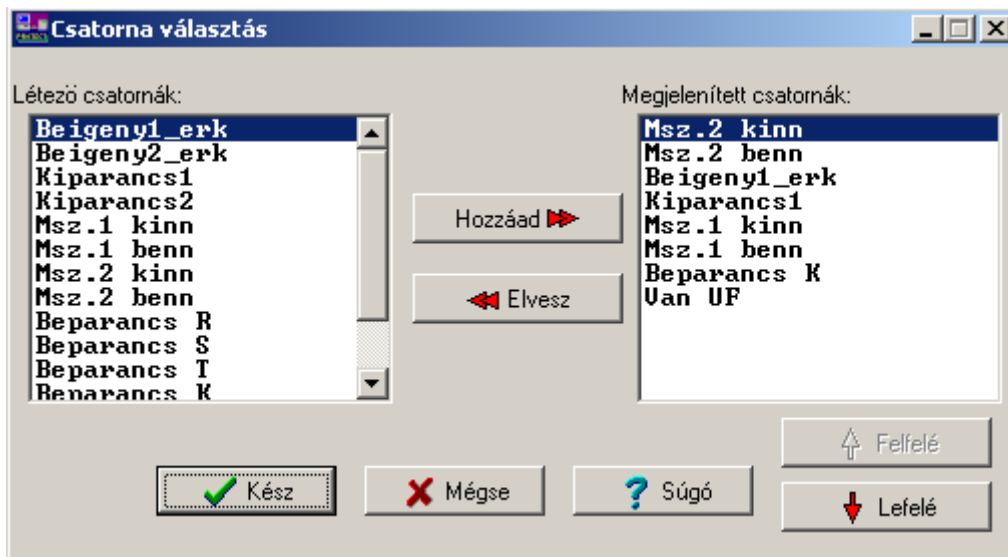 Csatorna választás
Létező csatornák:
Beigeny1_erk
Beigeny2_erk
Kiparancs1
Kiparancs2
Msz.1 kinn
Msz.1 benn
Msz.2 kinn
Msz.2 benn
Beparancs R
Beparancs S
Beparancs T
Beparancs K
Hozzáad
Elvesz
Megjelenített csatornák:
Msz.2 kinn
Msz.2 benn
Beigeny1_erk
Kiparancs1
Msz.1 kinn
Msz.1 benn
Beparancs K
Van UF
Felfelé
Lefelé
Kész
Mégse
? Súgó